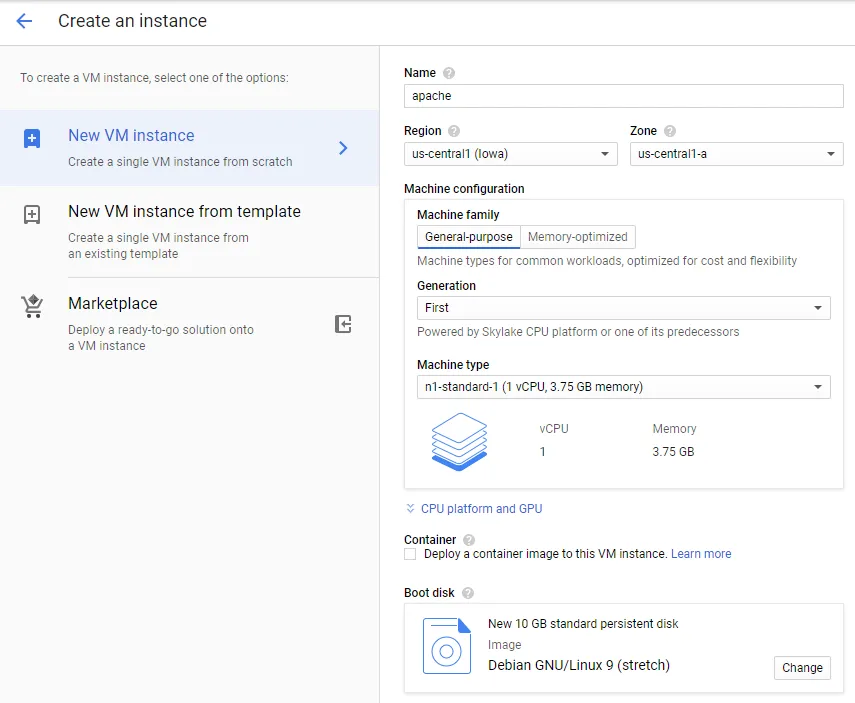 Create an instance
To create a VM instance, select one of the options:
New VM instance
Create a single VM instance from scratch
New VM instance from template
Create a single VM instance from
an existing template
Marketplace
Deploy a ready-to-go solution onto
a VM instance
Name ?
apache
Region ? Zone ?
us-central1 (Iowa) us-central1-a
Machine configuration
Machine family
General-purpose Memory-optimized
Machine types for common workloads, optimized for cost and flexibility
Generation
First
Powered by Skylake CPU platform or one of its predecessors
Machine type
n1-standard-1 (1 vCPU, 3.75 GB memory)
vCPU Memory
1 3.75 GB
CPU platform and GPU
Container ?
Deploy a container image to this VM instance. Learn more
Boot disk ?
New 10 GB standard persistent disk
Image
Debian GNU/Linux 9 (stretch)
Change